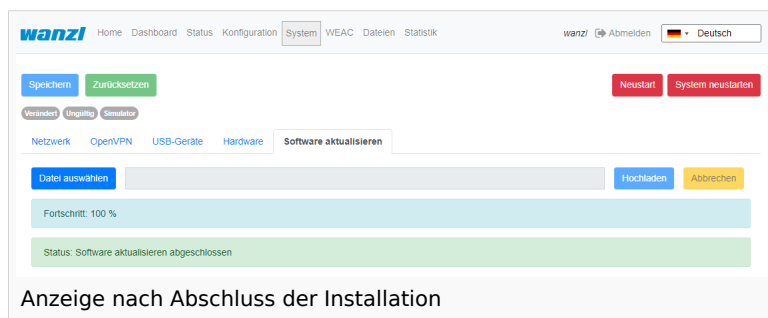 wanzl Home Dashboard Status Konfiguration System WEAC Dateien Statistik wanzl Abmelden Deutsch
Speichern Zurücksetzen Neustart System neustarten
Verändert Ungültig Simulator
Netzwerk OpenVPN USB-Geräte Hardware Software aktualisieren
Datei auswählen Hochladen Abbrechen
Fortschritt: 100 %
Status: Software aktualisieren abgeschlossen
Anzeige nach Abschluss der Installation